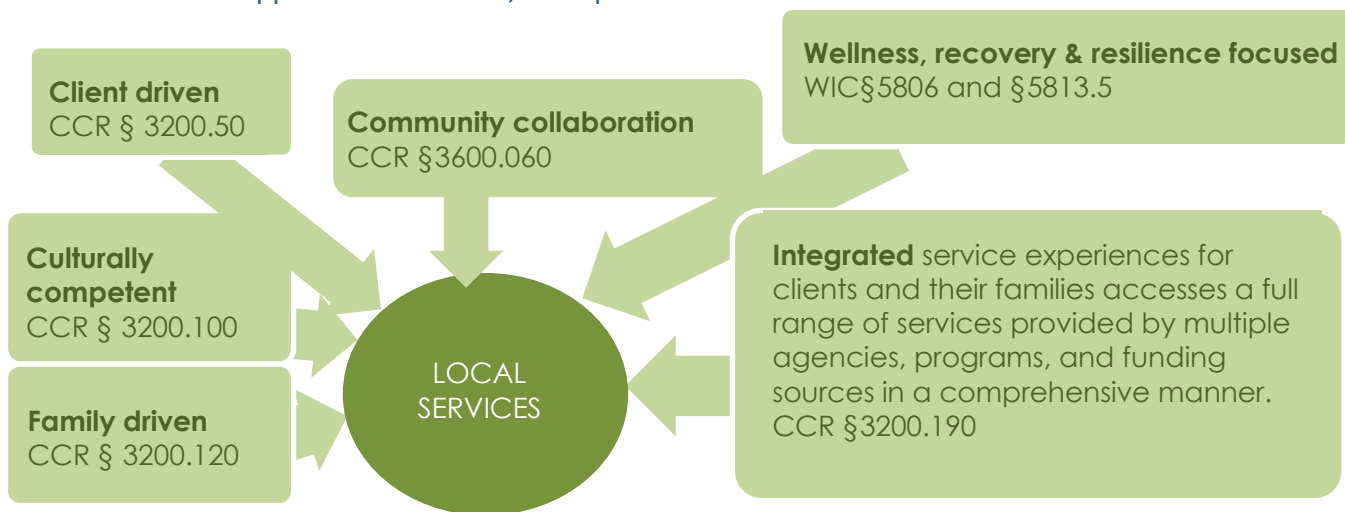 Client driven
CCR § 3200.50
Community collaboration
CCR §3600.060
Wellness, recovery & resilience focused
WIC§5806 and §5813.5
Culturally
competent
CCR § 3200.100
Family driven
CCR § 3200.120
LOCAL
SERVICES
Integrated service experiences for
clients and their families accesses a full
range of services provided by multiple
agencies, programs, and funding
sources in a comprehensive manner.
CCR §3200.190